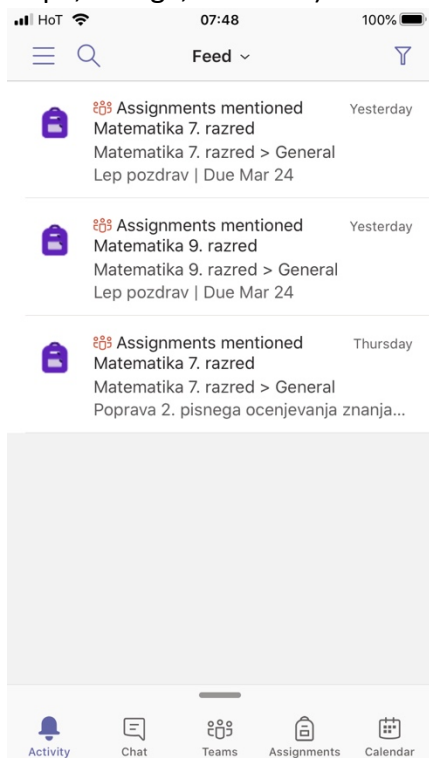 HoT 07:48 100%
Feed
Assignments mentioned Yesterday
Matematika 7. razred
Matematika 7. razred > General
Lep pozdrav | Due Mar 24
Assignments mentioned Yesterday
Matematika 9. razred
Matematika 9. razred > General
Lep pozdrav | Due Mar 24
Assignments mentioned Thursday
Matematika 7. razred
Matematika 7. razred > General
Poprava 2. pisnega ocenjevanja znanja...
Activity Chat Teams Assignments Calendar